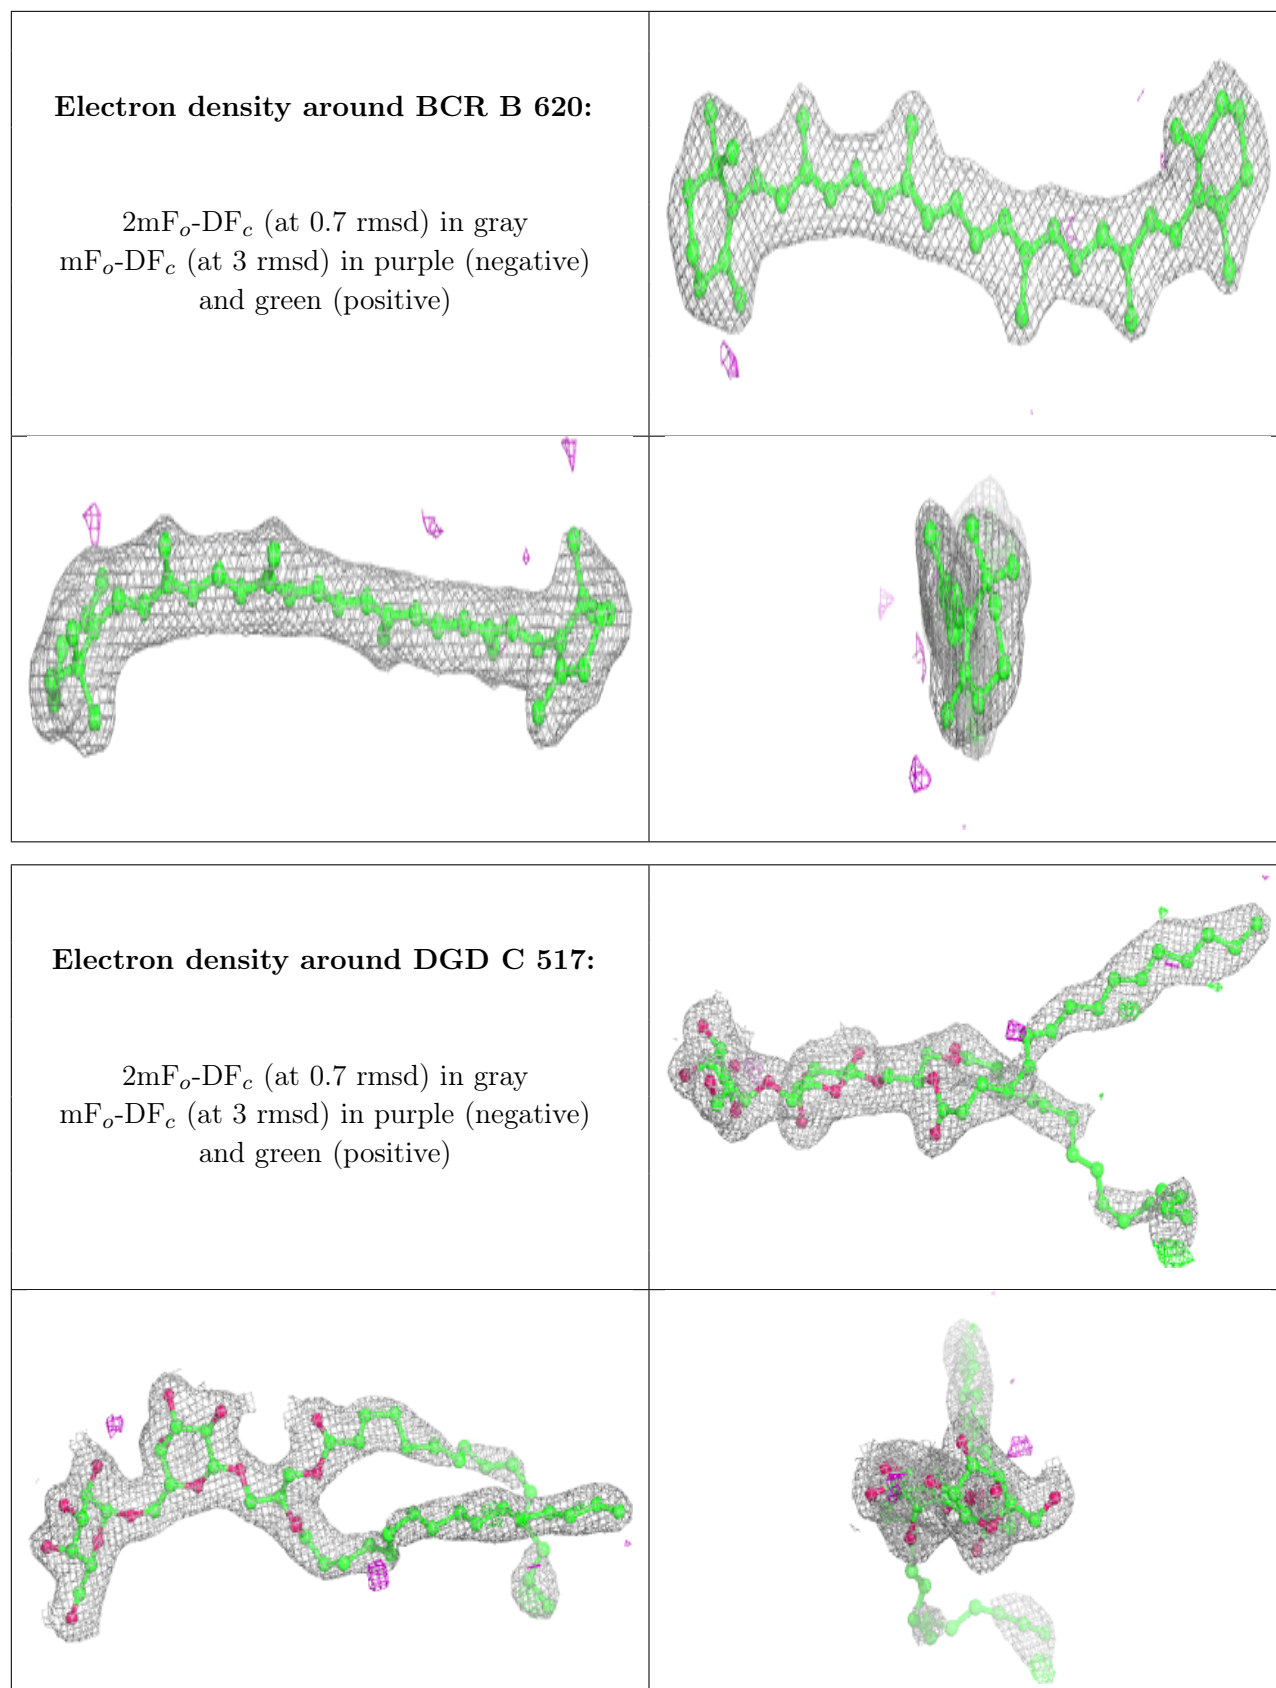 Electron density around BCR B 620:
2mFo-DFc (at 0.7 rmsd) in gray
mFo-DFc (at 3 rmsd) in purple (negative)
and green (positive)
Electron density around DGD C 517:
2mFo-DFc (at 0.7 rmsd) in gray
mFo-DFc (at 3 rmsd) in purple (negative)
and green (positive)